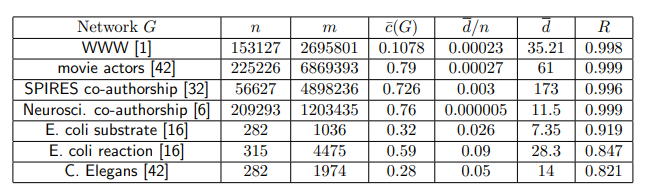 Network G n m c̄(G) d̄/n d̄ R
WWW [1] 153127 2695801 0.1078 0.00023 35.21 0.998
movie actors [42] 225226 6869393 0.79 0.00027 61 0.999
SPIRES co-authorship [32] 56627 4898236 0.726 0.003 173 0.996
Neurosci. co-authorship [6] 209293 1203435 0.76 0.000005 11.5 0.999
E. coli substrate [16] 282 1036 0.32 0.026 7.35 0.919
E. coli reaction [16] 315 4475 0.59 0.09 28.3 0.847
C. Elegans [42] 282 1974 0.28 0.05 14 0.821